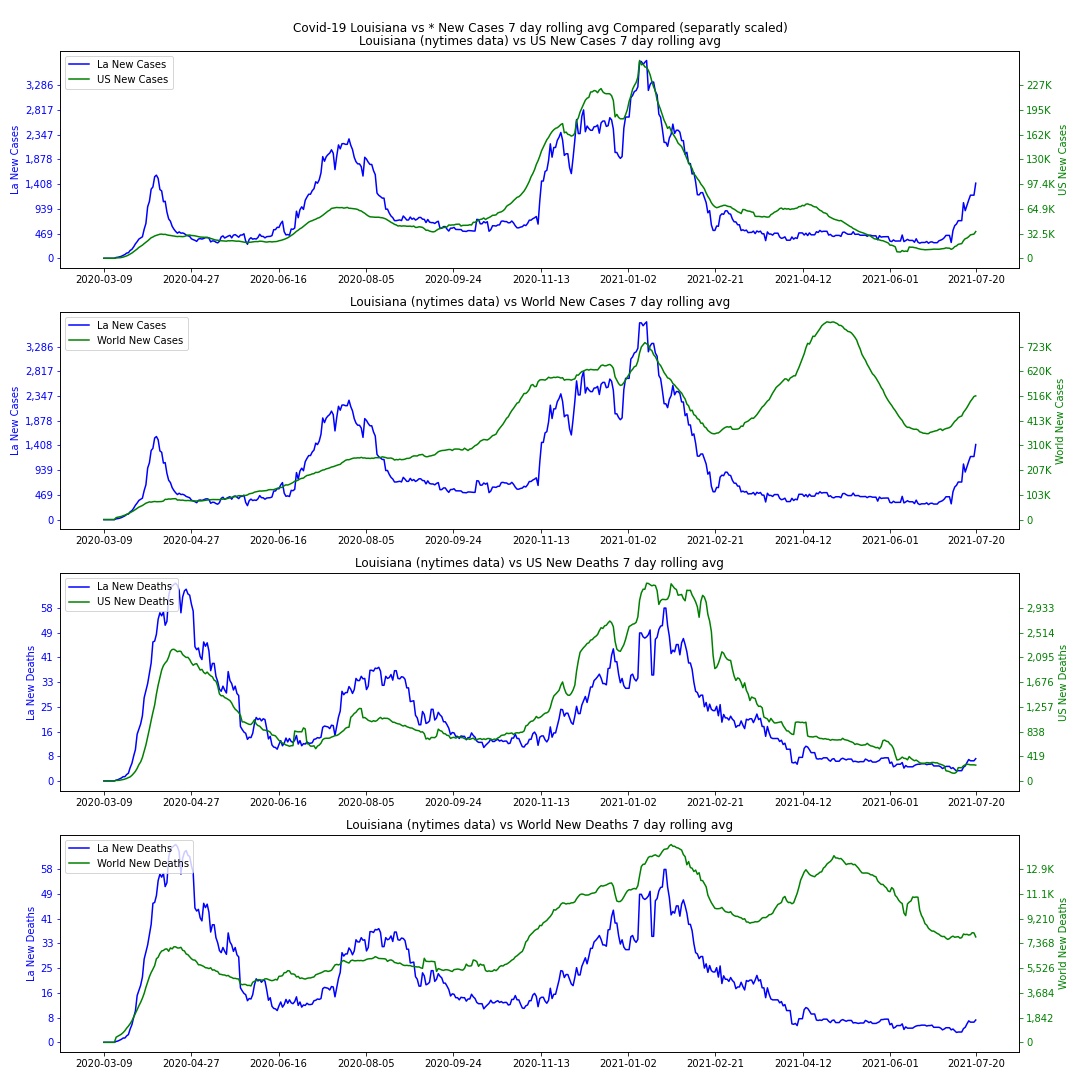 Covid-19 Louisiana vs * New Cases 7 day rolling avg Compared (separatly scaled)
Louisiana (nytimes data) vs US New Cases 7 day rolling avg
La New Cases
US New Cases
3,286
2,817
2,347
1,878
1,408
939
469
0
La New Cases
227K
195K
162K
130K
97.4K
64.9K
32.5K
0
US New Cases
2020-03-09 2020-04-27 2020-06-16 2020-08-05 2020-09-24 2020-11-13 2021-01-02 2021-02-21 2021-04-12 2021-06-01 2021-07-20
Louisiana (nytimes data) vs World New Cases 7 day rolling avg
La New Cases
World New Cases
3,286
2,817
2,347
1,878
1,408
939
469
0
La New Cases
723K
620K
516K
413K
310K
207K
103K
0
World New Cases
2020-03-09 2020-04-27 2020-06-16 2020-08-05 2020-09-24 2020-11-13 2021-01-02 2021-02-21 2021-04-12 2021-06-01 2021-07-20
Louisiana (nytimes data) vs US New Deaths 7 day rolling avg
La New Deaths
US New Deaths
58
49
41
33
25
16
8
0
La New Deaths
2,933
2,514
2,095
1,676
1,257
838
419
0
US New Deaths
2020-03-09 2020-04-27 2020-06-16 2020-08-05 2020-09-24 2020-11-13 2021-01-02 2021-02-21 2021-04-12 2021-06-01 2021-07-20
Louisiana (nytimes data) vs World New Deaths 7 day rolling avg
La New Deaths
World New Deaths
58
49
41
33
25
16
8
0
La New Deaths
12.9K
11.1K
9,210
7,368
5,526
3,684
1,842
0
World New Deaths
2020-03-09 2020-04-27 2020-06-16 2020-08-05 2020-09-24 2020-11-13 2021-01-02 2021-02-21 2021-04-12 2021-06-01 2021-07-20